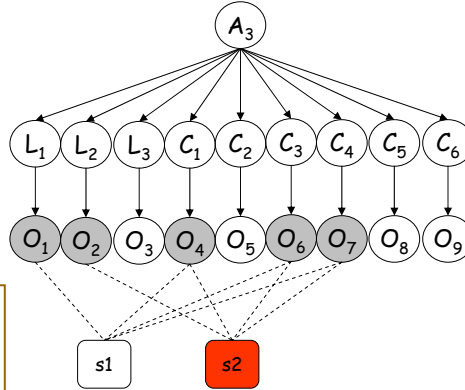 A₃
L₁ L₂ L₃ C₁ C₂ C₃ C₄ C₅ C₆
O₁ O₂ O₃ O₄ O₅ O₆ O₇ O₈ O₉
s1 s2